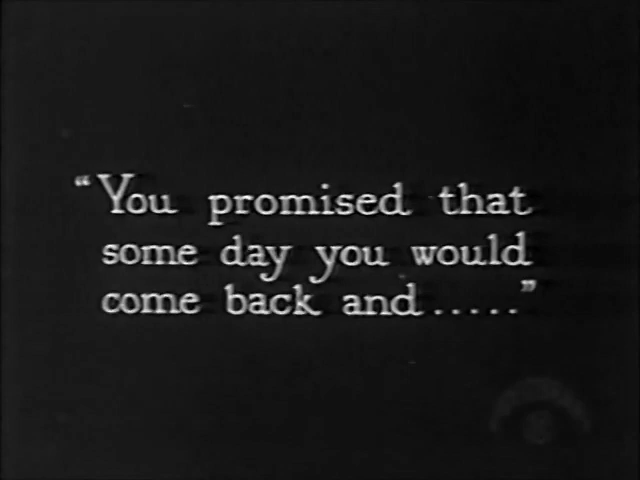 “You promised that
some day you would
come back and.....”